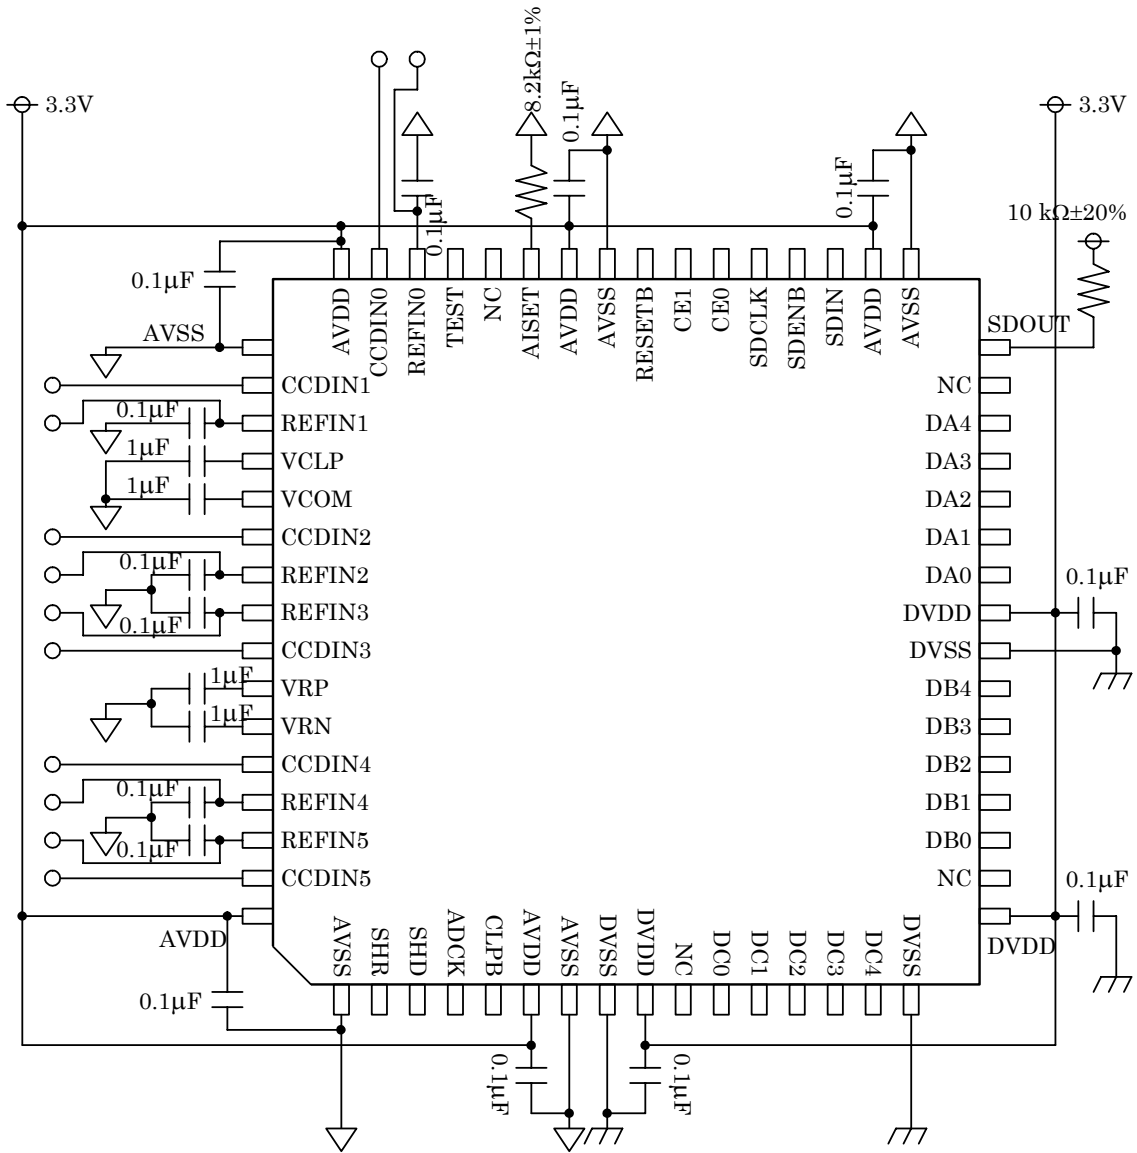 8.2kΩ±1%
3.3V
0.1μF
3.3V
0.1μF
0.1μF
10 kΩ±20%
0.1μF
AVDD
CCDIN0
REFIN0
TEST
NC
AISET
AVDD
AVSS
RESETB
CE1
CE0
SDCLK
SDENB
SDIN
AVDD
AVSS
AVSS
SDOUT
CCDIN1
NC
0.1μF
REFIN1
DA4
1μF
VCLP
DA3
1μF
VCOM
DA2
CCDIN2
DA1
0.1μF
REFIN2
DA0
0.1μF
REFIN3
DVDD
0.1μF
CCDIN3
DVSS
1μF
VRP
DB4
1μF
VRN
DB3
CCDIN4
DB2
0.1μF
REFIN4
DB1
REFIN5
DB0
0.1μF
CCDIN5
NC
0.1μF
AVDD
DVDD
AVSS
SHR
SHD
ADCK
CLPB
AVDD
AVSS
DVSS
DVDD
NC
DC0
DC1
DC2
DC3
DC4
DVSS
0.1μF
0.1μF
0.1μF